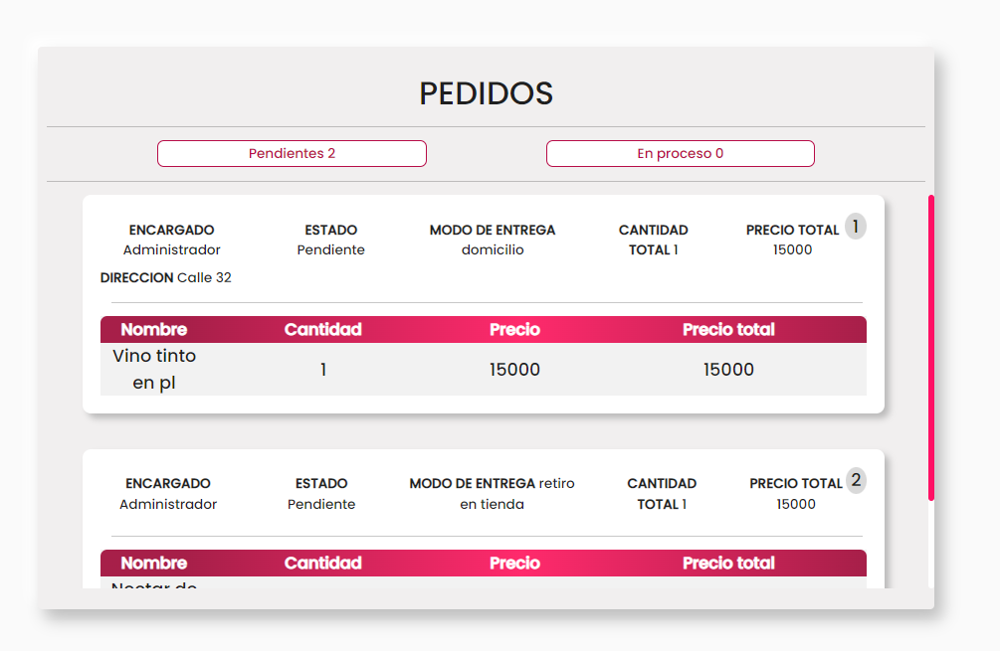 PEDIDOS
Pendientes 2 En proceso 0
ENCARGADO ESTADO MODO DE ENTREGA CANTIDAD PRECIO TOTAL 1
Administrador Pendiente domicilio TOTAL 1 15000
DIRECCION Calle 32
Nombre Cantidad Precio Precio total
Vino tinto
en pl 1 15000 15000
ENCARGADO ESTADO MODO DE ENTREGA retiro CANTIDAD PRECIO TOTAL 2
Administrador Pendiente en tienda TOTAL 1 15000
Nombre Cantidad Precio Precio total
Nectar de